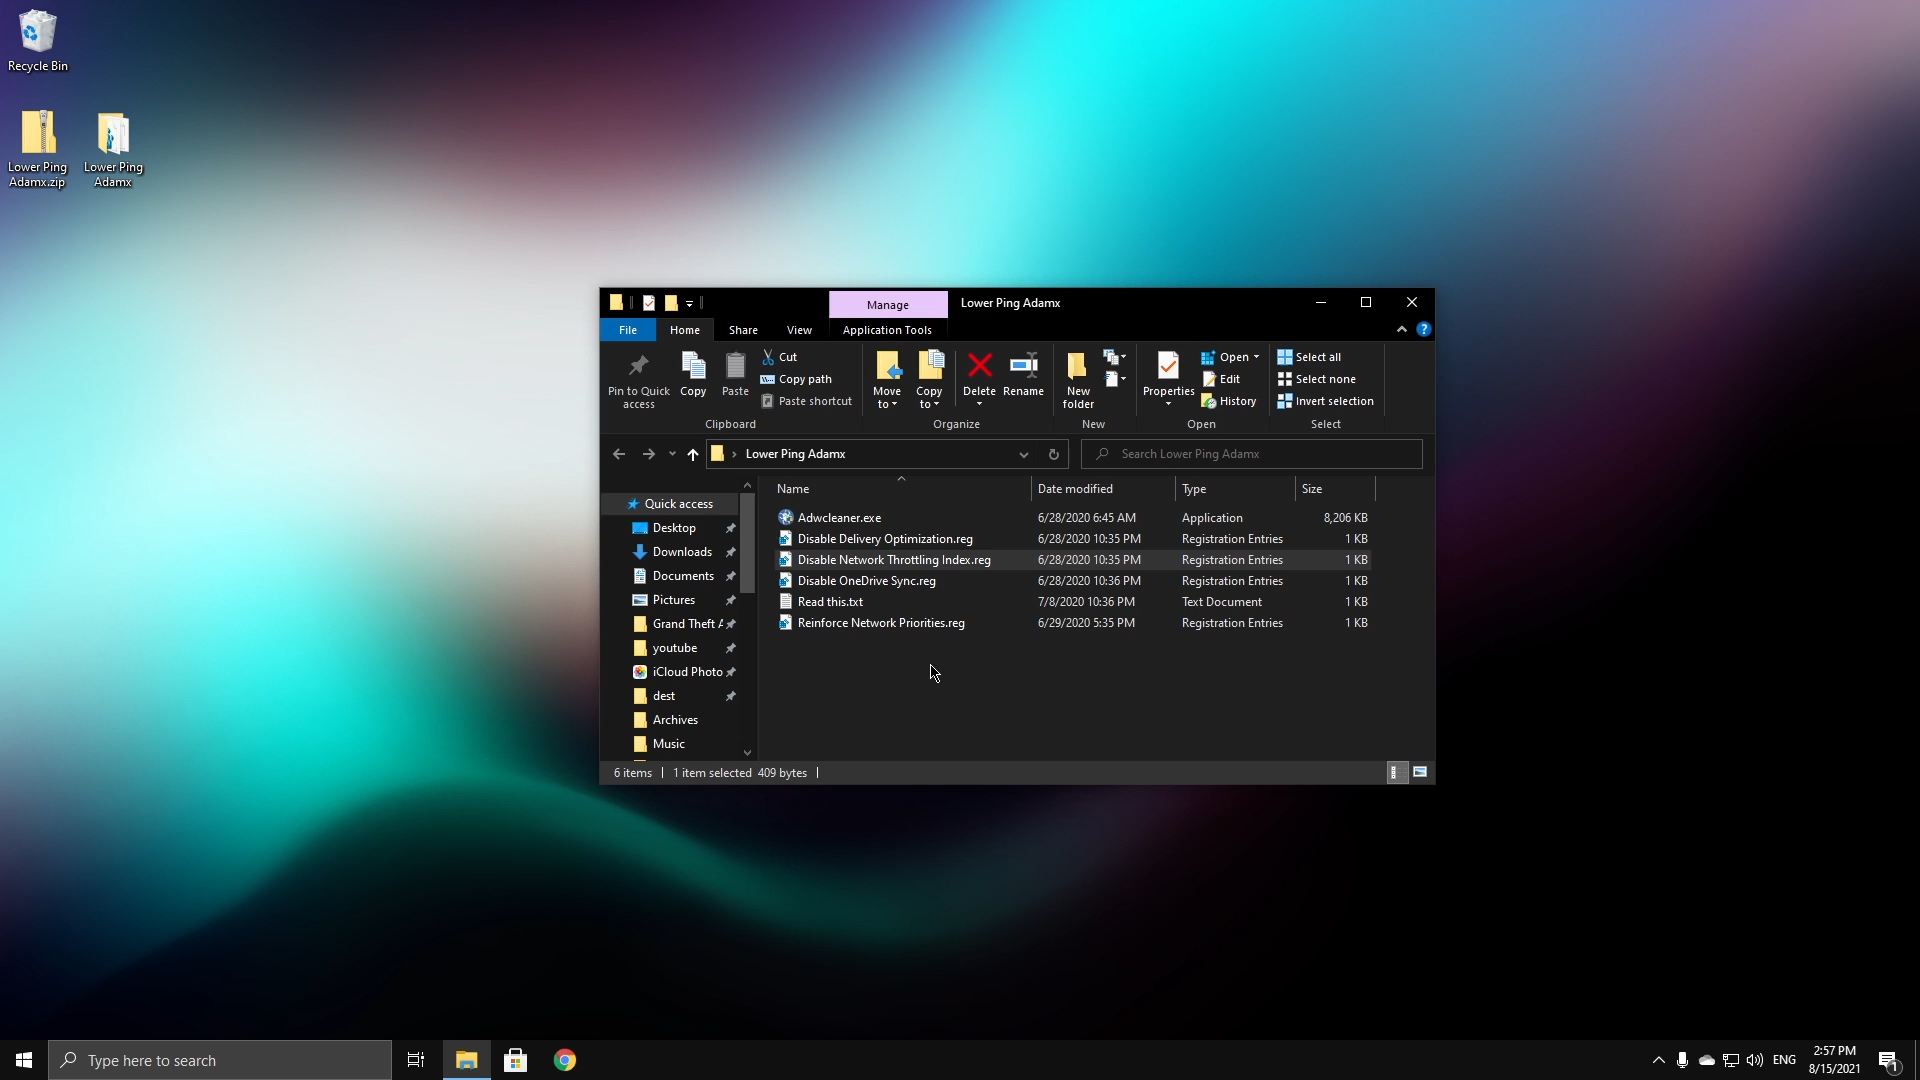 Recycle Bin
Lower Ping
Adamx.zip
Lower Ping
Adamx
Manage
Lower Ping Adamx
File
Home
Share
View
Application Tools
Pin to Quick
access
Copy
Paste
Cut
Copy path
Paste shortcut
Move
to
Copy
to
Delete
Rename
New
folder
Properties
Open
Edit
History
Select all
Select none
Invert selection
Clipboard
Organize
New
Open
Select
Lower Ping Adamx
Search Lower Ping Adamx
Name
Date modified
Type
Size
Quick access
Desktop
Downloads
Documents
Pictures
Grand Theft A
youtube
iCloud Photo
dest
Archives
Music
Adwcleaner.exe 6/28/2020 6:45 AM Application 8,206 KB
Disable Delivery Optimization.reg 6/28/2020 10:35 PM Registration Entries 1 KB
Disable Network Throttling Index.reg 6/28/2020 10:35 PM Registration Entries 1 KB
Disable OneDrive Sync.reg 6/28/2020 10:36 PM Registration Entries 1 KB
Read this.txt 7/8/2020 10:36 PM Text Document 1 KB
Reinforce Network Priorities.reg 6/29/2020 5:35 PM Registration Entries 1 KB
6 items
1 item selected 409 bytes
Type here to search
ENG
2:57 PM
8/15/2021
1